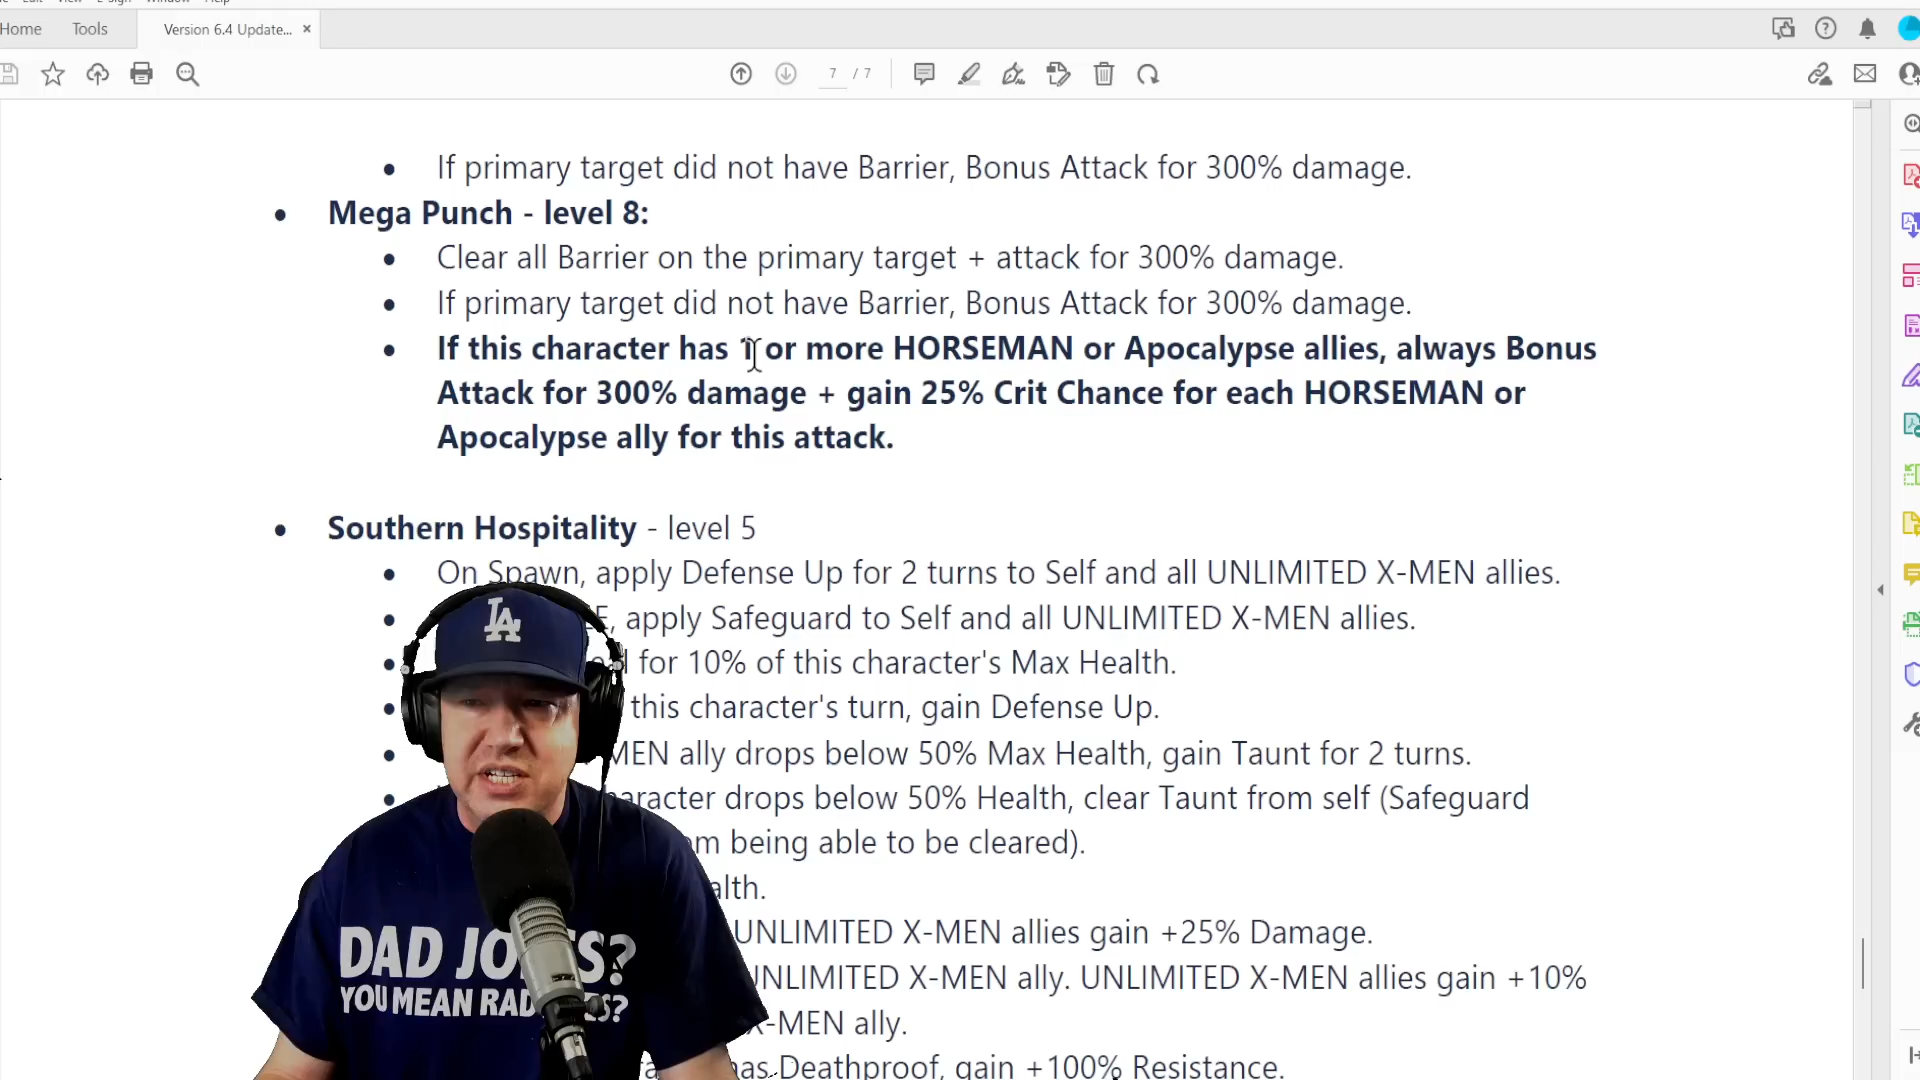 Home Tools Version 6.4 Update... ×
7 / 7
If primary target did not have Barrier, Bonus Attack for 300% damage.
Mega Punch - level 8:
Clear all Barrier on the primary target + attack for 300% damage.
If primary target did not have Barrier, Bonus Attack for 300% damage.
If this character has 1 or more HORSEMAN or Apocalypse allies, always Bonus
Attack for 300% damage + gain 25% Crit Chance for each HORSEMAN or
Apocalypse ally for this attack.
Southern Hospitality - level 5
On Spawn, apply Defense Up for 2 turns to Self and all UNLIMITED X-MEN allies.
apply Safeguard to Self and all UNLIMITED X-MEN allies.
for 10% of this character's Max Health.
this character's turn, gain Defense Up.
MEN ally drops below 50% Max Health, gain Taunt for 2 turns.
drops below 50% Health, clear Taunt from self (Safeguard
being able to be cleared).
UNLIMITED X-MEN allies gain +25% Damage.
UNLIMITED X-MEN ally. UNLIMITED X-MEN allies gain +10%
X-MEN ally.
has Deathproof, gain +100% Resistance.
LA
DAD JOKES?
YOU MEAN RAD